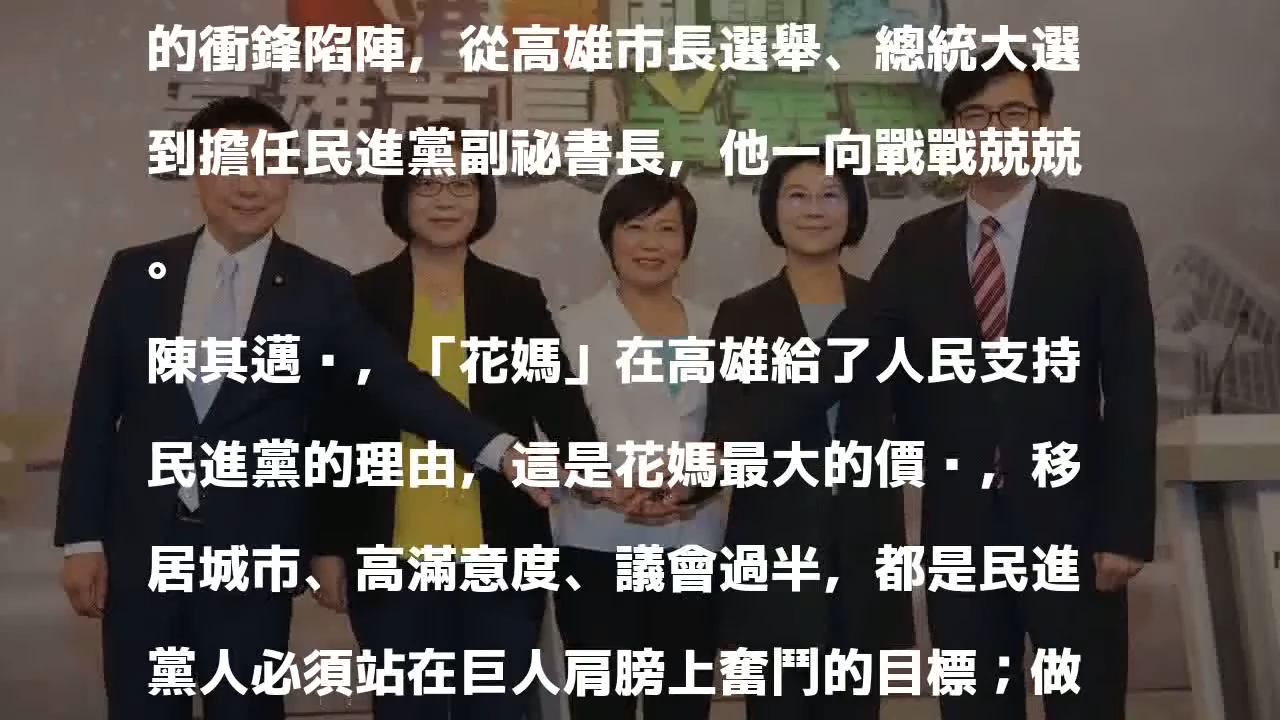 的衝鋒陷陣，從高雄市長選舉、總統大選
到擔任民進黨副祕書長，他一向戰戰兢兢
。
陳其邁▪，「花媽」在高雄給了人民支持
民進黨的理由，這是花媽最大的價▪，移
居城市、高滿意度、議會過半，都是民進
黨人必須站在巨人肩膀上奮鬥的目標；做
高雄市長